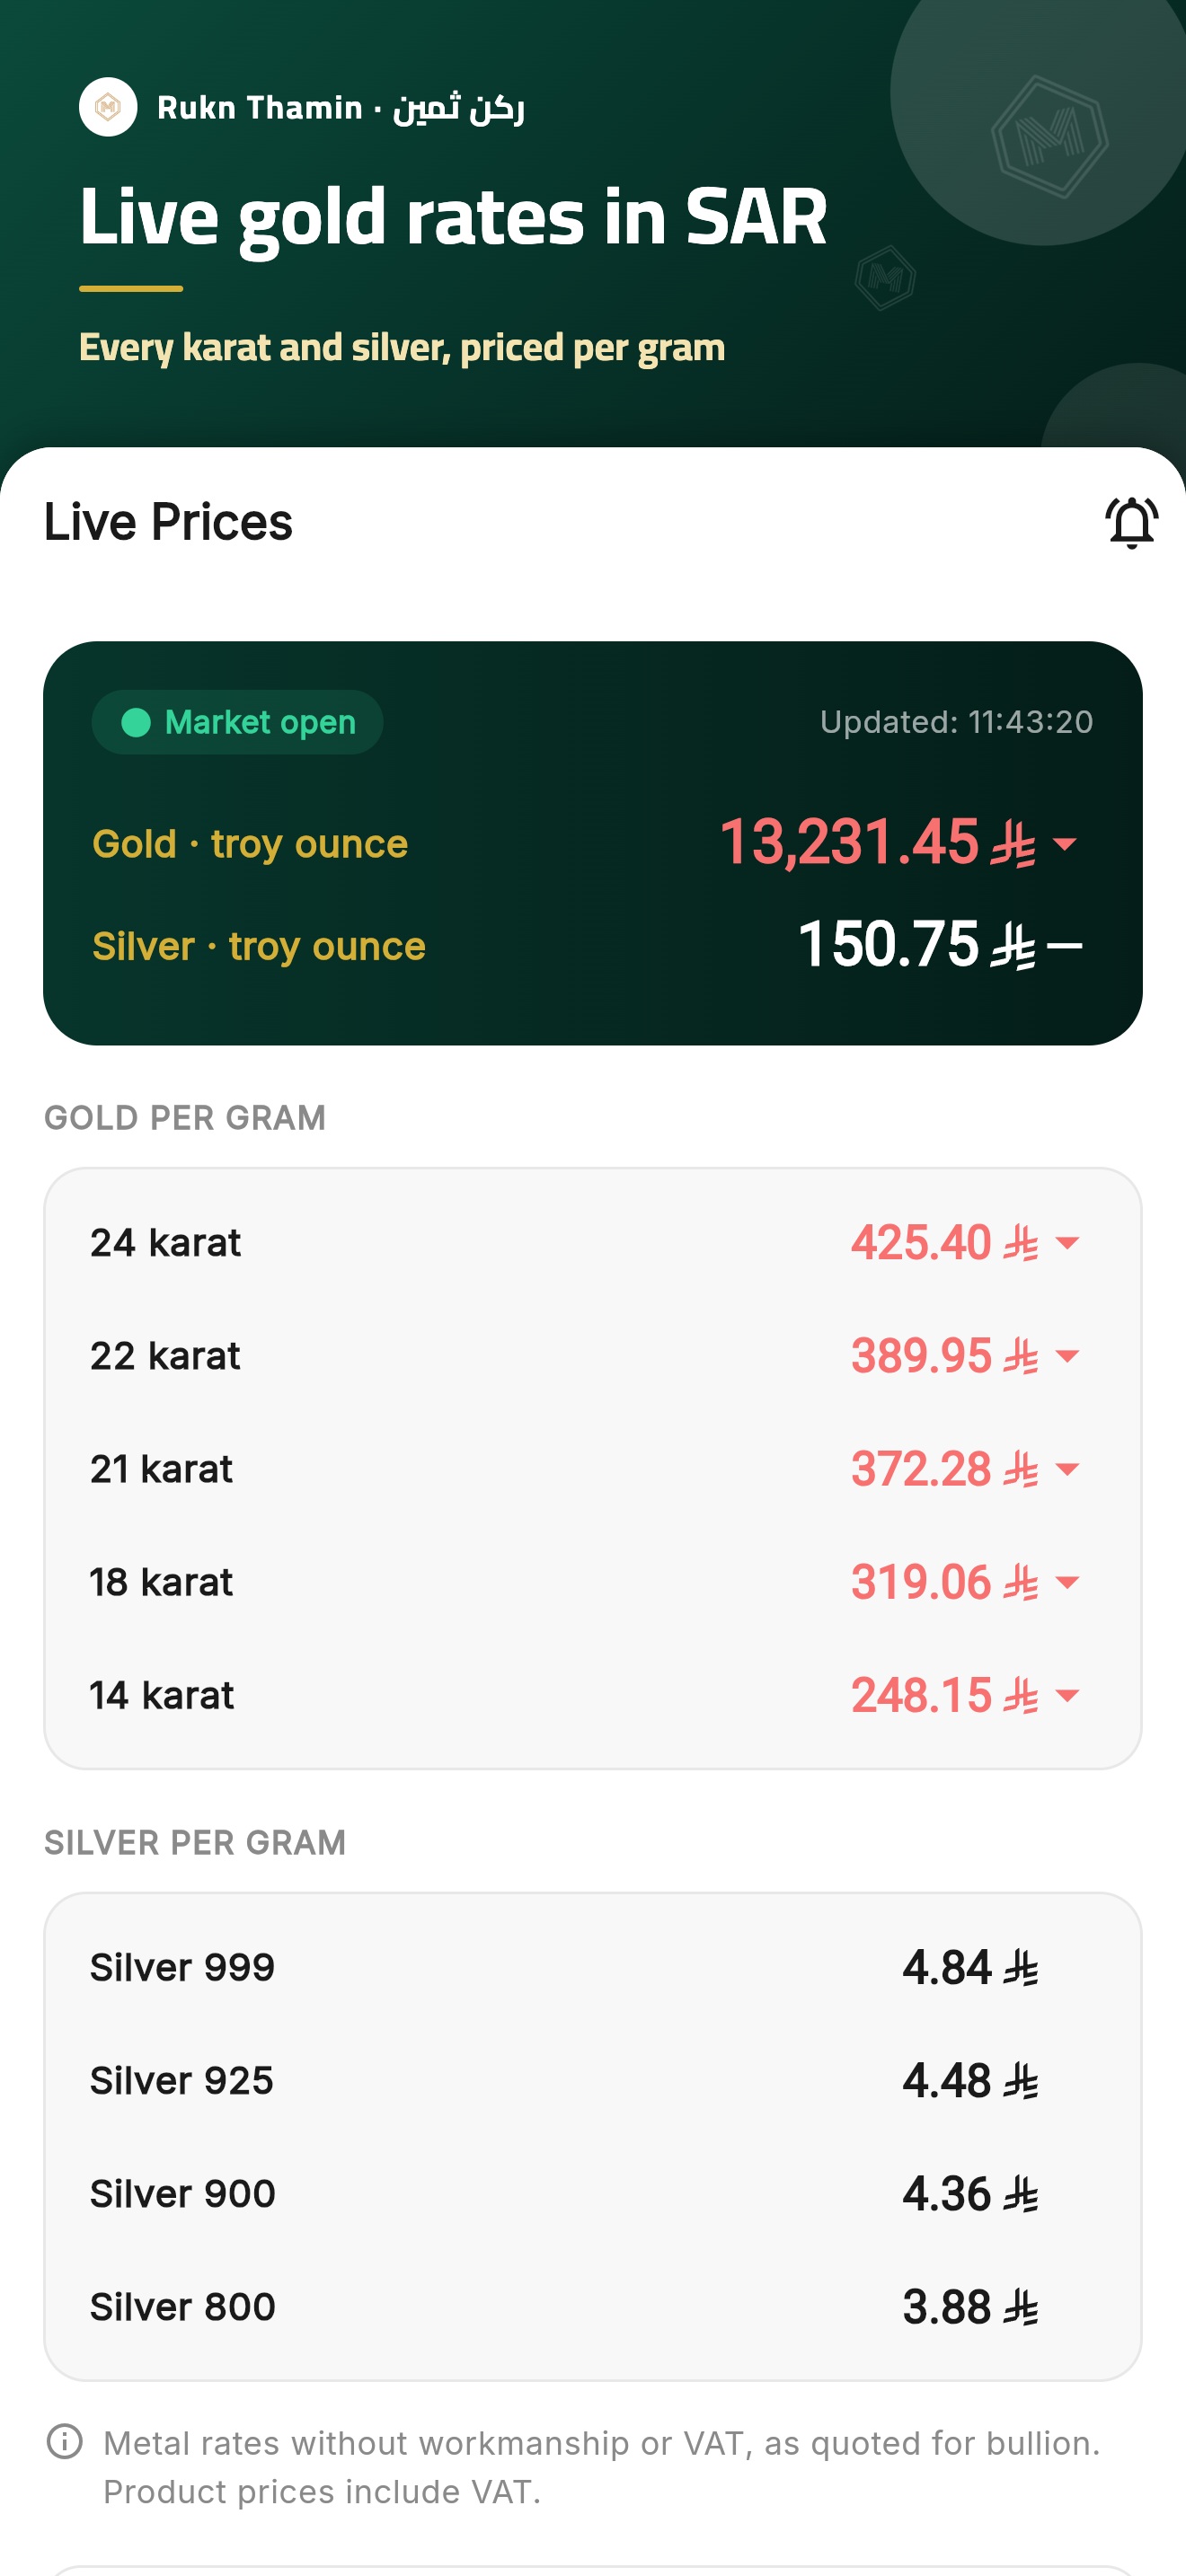 Rukn Thamin · ركن ثمين
Live gold rates in SAR
Every karat and silver, priced per gram
Live Prices
Market open
Updated: 11:43:20
Gold · troy ounce
13,231.45 ⃁
Silver · troy ounce
150.75 ⃁ –
GOLD PER GRAM
24 karat
425.40 ⃁
22 karat
389.95 ⃁
21 karat
372.28 ⃁
18 karat
319.06 ⃁
14 karat
248.15 ⃁
SILVER PER GRAM
Silver 999
4.84 ⃁
Silver 925
4.48 ⃁
Silver 900
4.36 ⃁
Silver 800
3.88 ⃁
Metal rates without workmanship or VAT, as quoted for bullion.
Product prices include VAT.